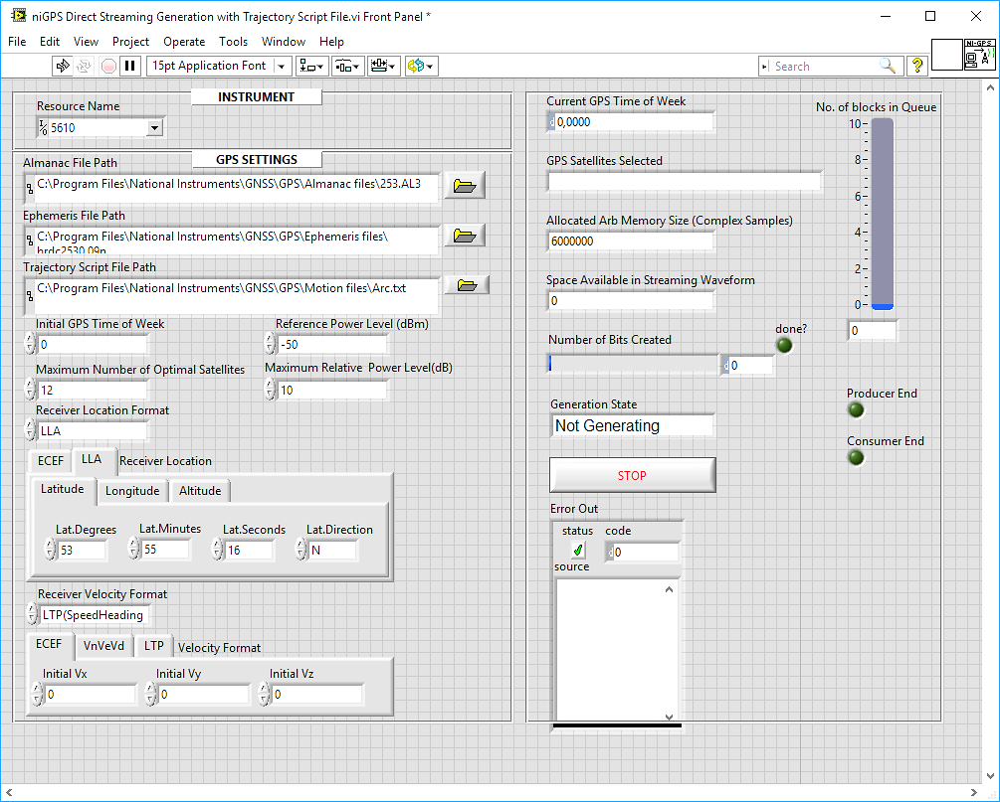 niGPS Direct Streaming Generation with Trajectory Script File.vi Front Panel *
File Edit View Project Operate Tools Window Help
15pt Application Font
Search
NI-GPS
INSTRUMENT
Resource Name
5610
GPS SETTINGS
Almanac File Path
C:\Program Files\National Instruments\GNSS\GPS\Almanac files\253.AL3
Ephemeris File Path
C:\Program Files\National Instruments\GNSS\GPS\Ephemeris files\
brdc2530.09n
Trajectory Script File Path
C:\Program Files\National Instruments\GNSS\GPS\Motion files\Arc.txt
Initial GPS Time of Week
0
Reference Power Level (dBm)
-50
Maximum Number of Optimal Satellites
12
Maximum Relative Power Level(dB)
10
Receiver Location Format
LLA
ECEF LLA Receiver Location
Latitude Longitude Altitude
Lat.Degrees Lat.Minutes Lat.Seconds Lat.Direction
53 55 16 N
Receiver Velocity Format
LTP(SpeedHeading
ECEF VnVeVd LTP Velocity Format
Initial Vx Initial Vy Initial Vz
0 0 0
Current GPS Time of Week
0,0000
GPS Satellites Selected
Allocated Arb Memory Size (Complex Samples)
6000000
Space Available in Streaming Waveform
0
Number of Bits Created
0
done?
Generation State
Not Generating
STOP
Error Out
status code
0
source
No. of blocks in Queue
10
8
6
4
2
0
0
Producer End
Consumer End